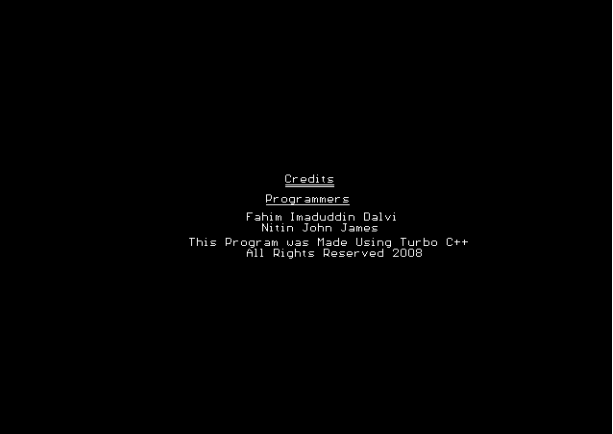 Credits
Programmers
Fahim Imaduddin Dalvi
Nitin John James
This Program was Made Using Turbo C++
All Rights Reserved 2008